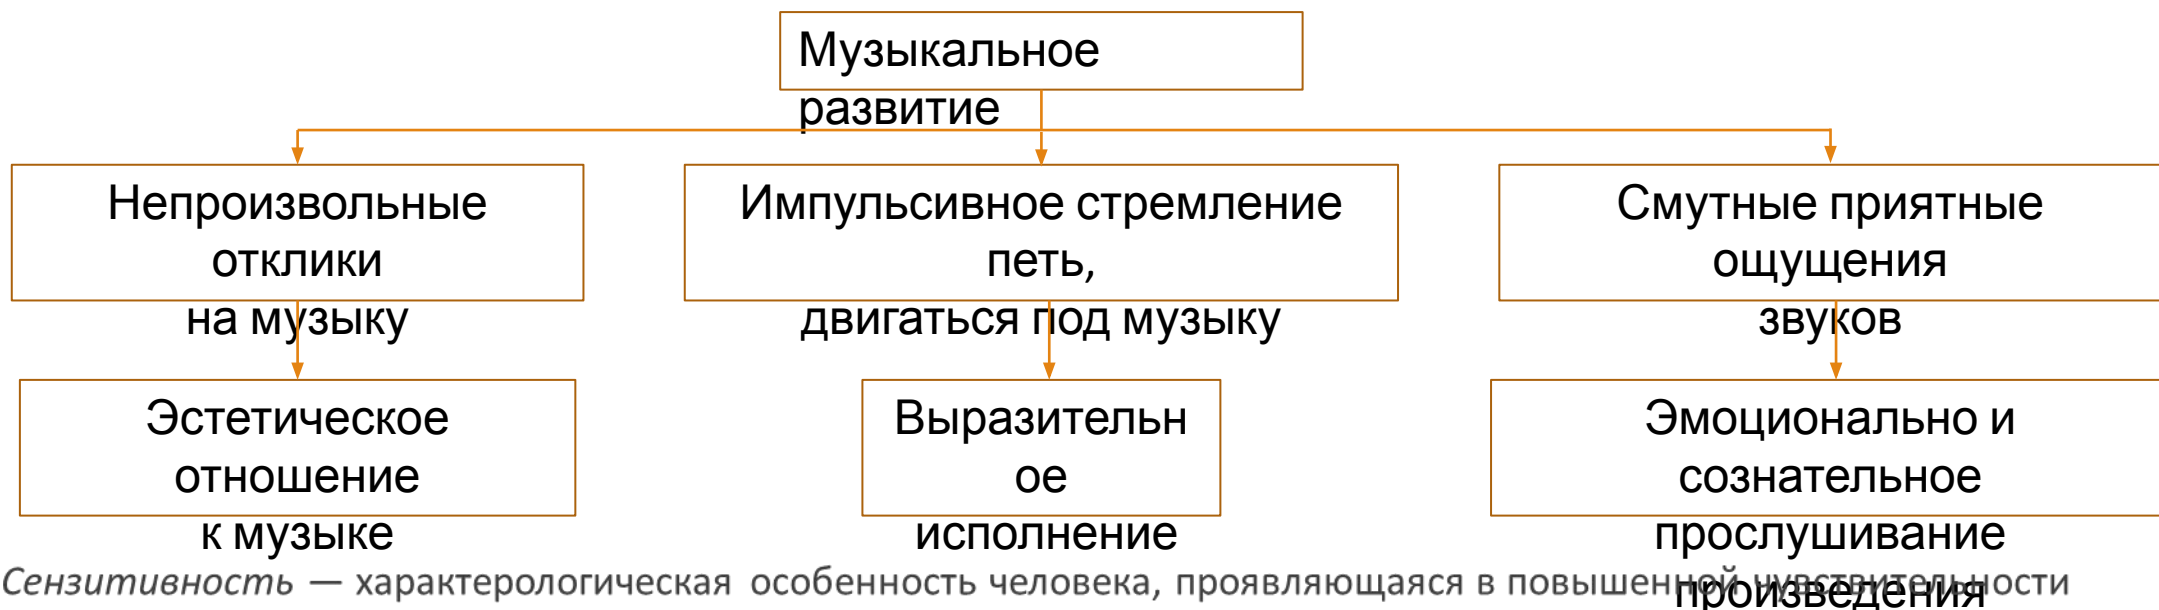 Музыкальное
развитие
Непроизвольные
отклики
на музыку
Импульсивное стремление
петь,
двигаться под музыку
Смутные приятные
ощущения
звуков
Эстетическое
отношение
к музыке
Выразительн
ое
исполнение
Эмоционально и
сознательное
прослушивание
произведения
Сензитивность — характерологическая особенность человека, проявляющаяся в повышенной чувствительности